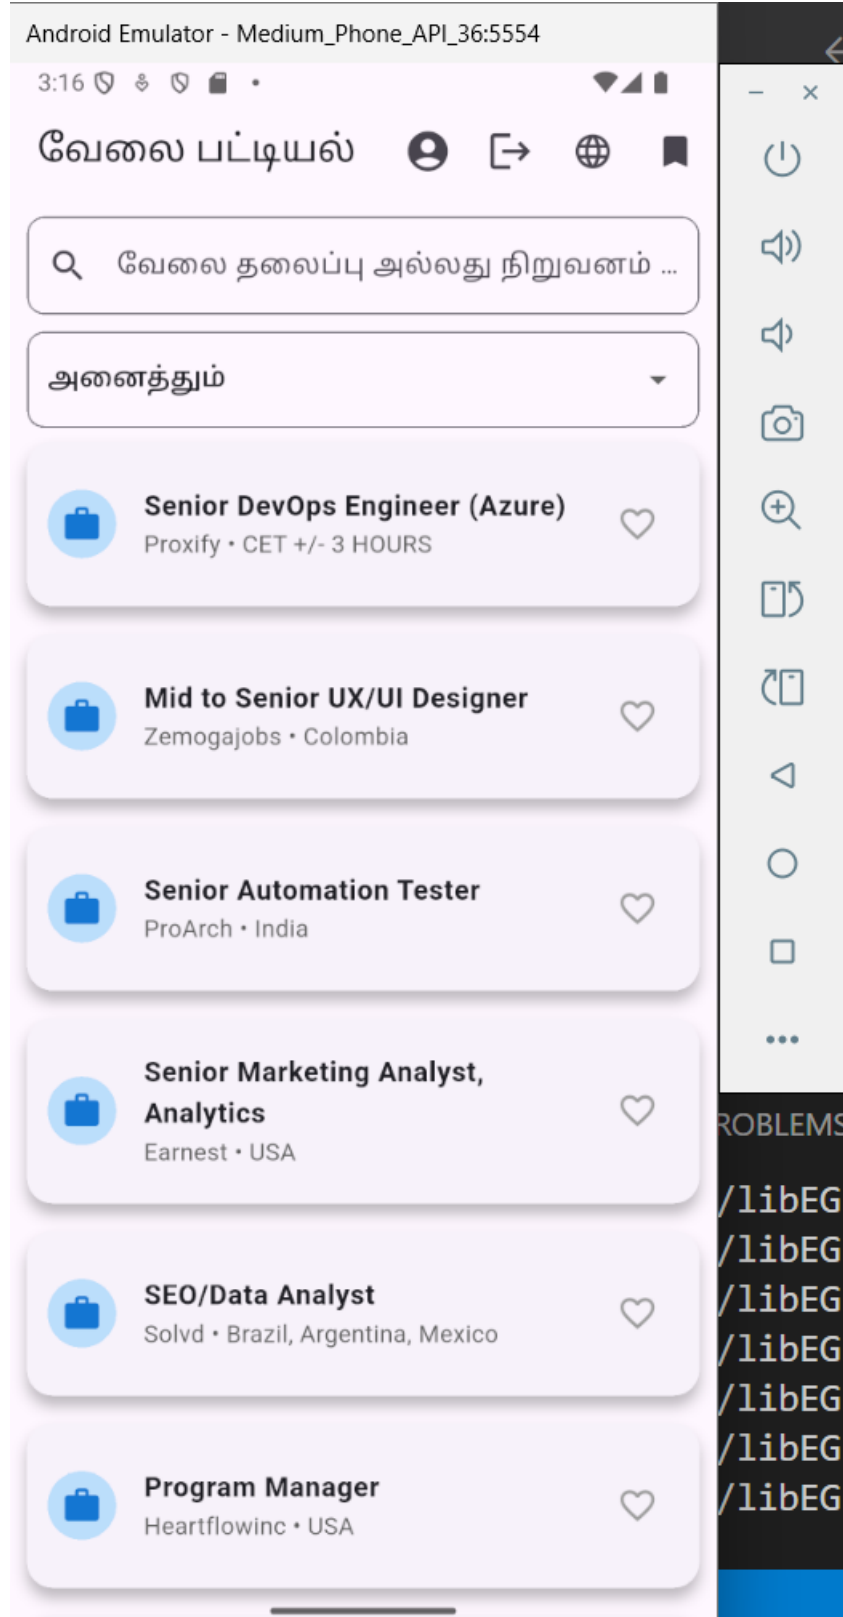 Android Emulator - Medium_Phone_API_36:5554
3:16
வேலை பட்டியல்
வேலை தலைப்பு அல்லது நிறுவனம் ...
அனைத்தும்
Senior DevOps Engineer (Azure)
Proxify • CET +/- 3 HOURS
Mid to Senior UX/UI Designer
Zemogajobs • Colombia
Senior Automation Tester
ProArch • India
Senior Marketing Analyst,
Analytics
Earnest • USA
SEO/Data Analyst
Solvd • Brazil, Argentina, Mexico
Program Manager
Heartflowinc • USA
ROBLEMS
/libEG
/libEG
/libEG
/libEG
/libEG
/libEG
/libEG